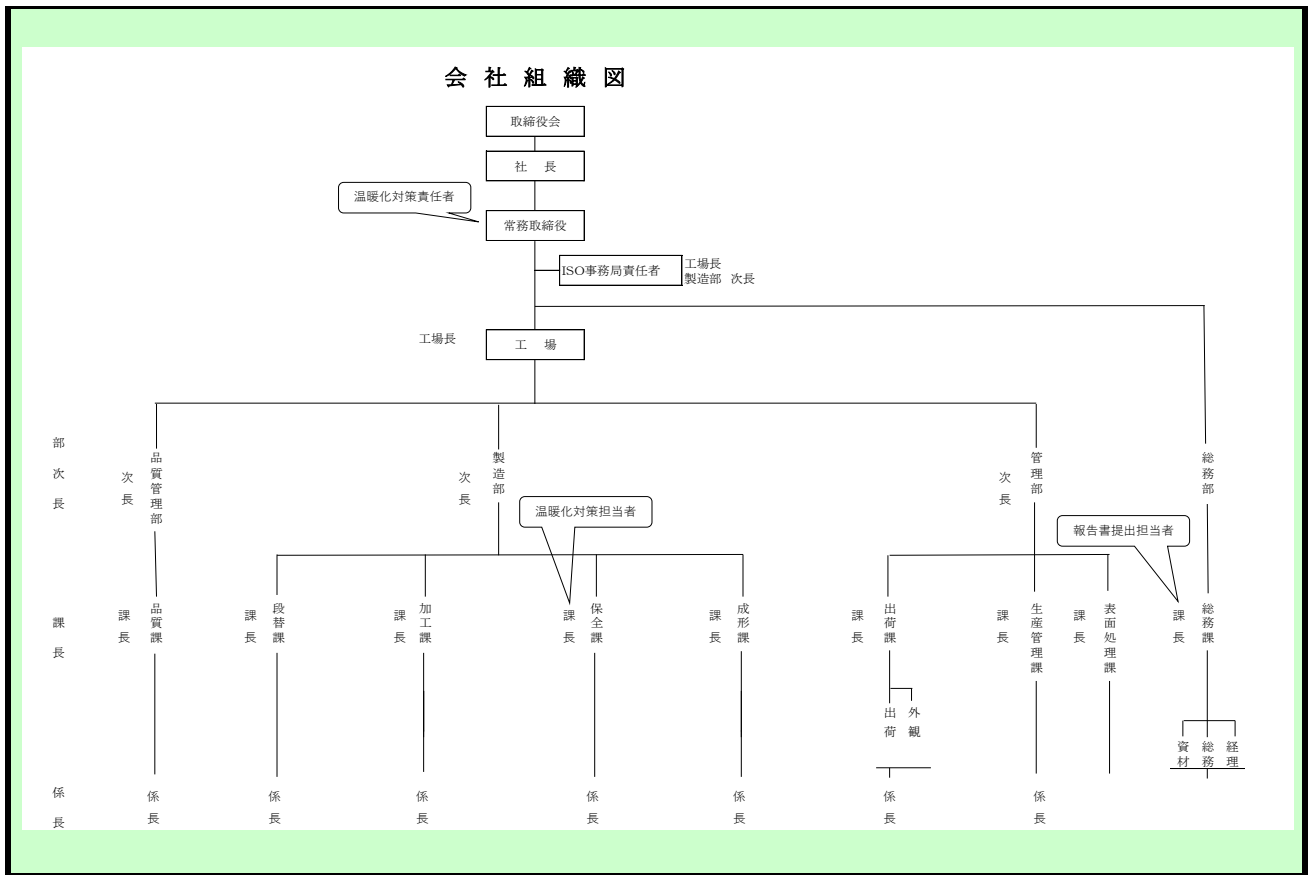 会社組織図
取締役会
社 長
温暖化対策責任者
常務取締役
ISO事務局責任者
工場長
製造部 次長
工場長
工 場
部次長
次長
品質管理部
次長
製造部
次長
管理部
総務部
温暖化対策担当者
報告書提出担当者
課長
課長
品質課
課長
段替課
課長
加工課
課長
保全課
課長
成形課
課長
出荷課
課長
生産管理課
課長
表面処理課
課長
総務課
出荷
外観
資材
総務
経理
係長
係長
係長
係長
係長
係長
係長
係長